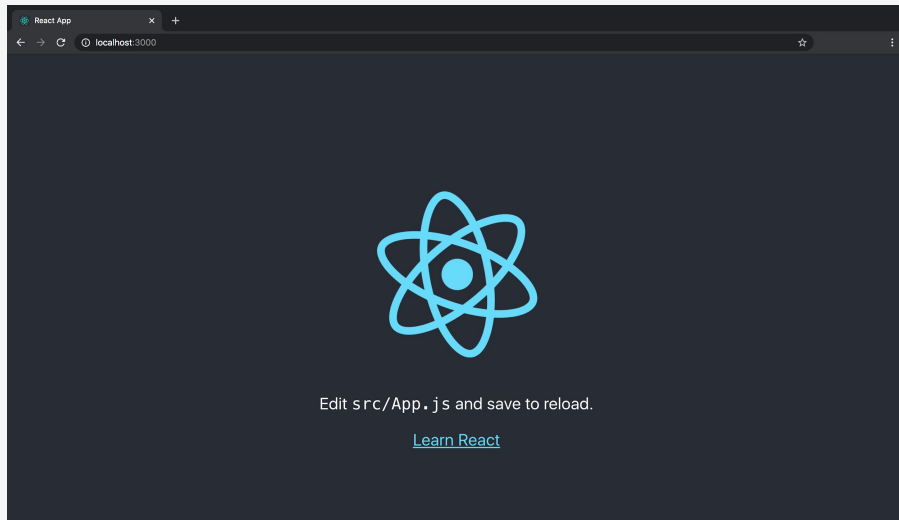 React App
localhost:3000
Edit src/App.js and save to reload.
Learn React